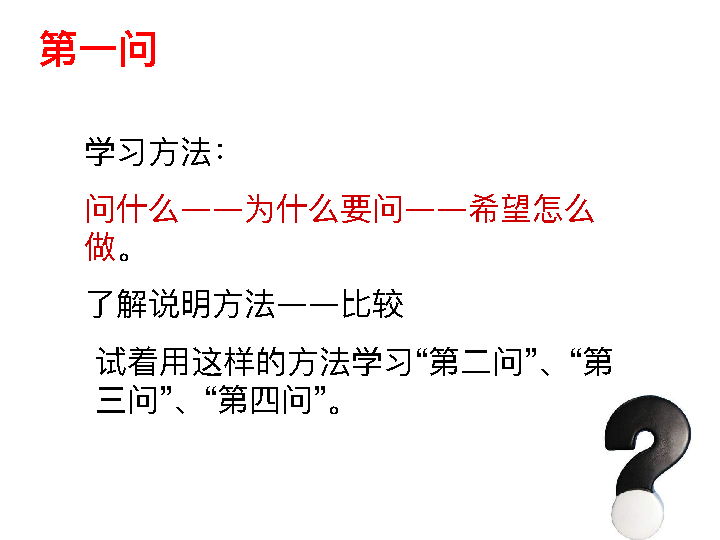 第一问
学习方法：
问什么——为什么要问——希望怎么
做。
了解说明方法——比较
试着用这样的方法学习“第二问”、“第
三问”、“第四问”。